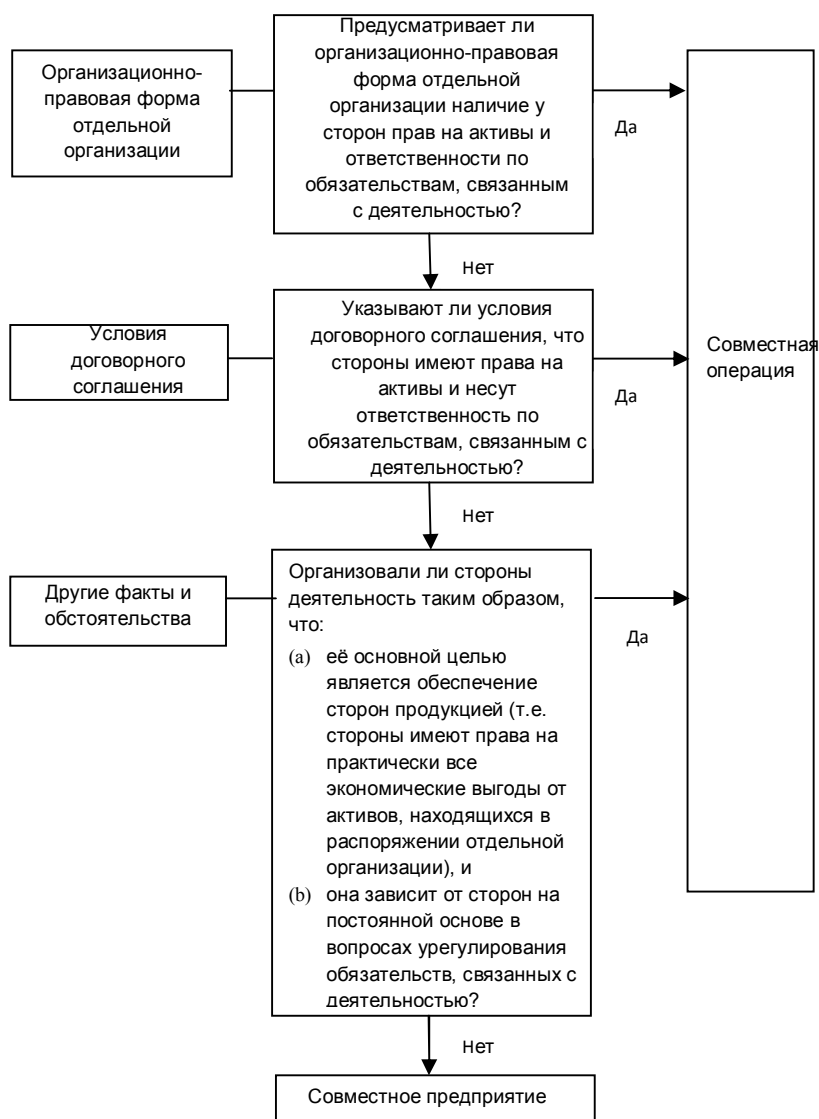 Организационно-
правовая форма
отдельной
организации
Предусматривает ли
организационно-правовая
форма отдельной
организации наличие у
сторон прав на активы и
ответственности по
обязательствам, связанным
с деятельностью?
Да
Нет
Условия
договорного
соглашения
Указывают ли условия
договорного соглашения, что
стороны имеют права на
активы и несут
ответственность по
обязательствам, связанным с
деятельностью?
Да
Совместная
операция
Нет
Другие факты и
обстоятельства
Организовали ли стороны
деятельность таким образом,
что:
(a) её основной целью
является обеспечение
сторон продукцией (т.е.
стороны имеют права на
практически все
экономические выгоды от
активов, находящихся в
распоряжении отдельной
организации), и
(b) она зависит от сторон на
постоянной основе в
вопросах урегулирования
обязательств, связанных с
деятельностью?
Да
Нет
Совместное предприятие